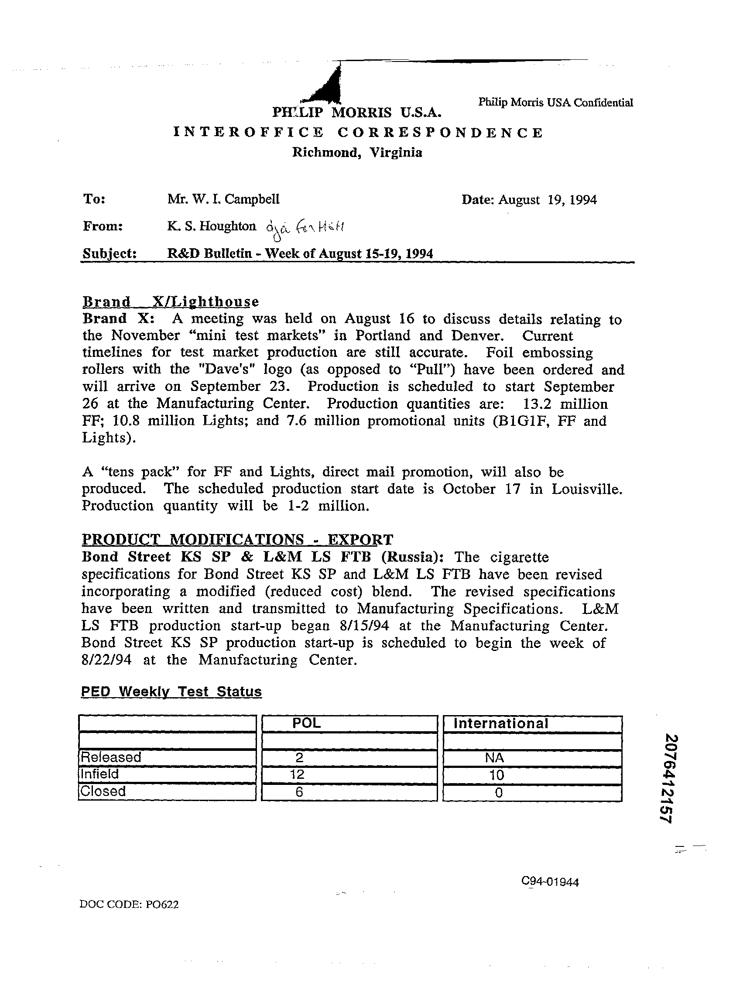 Philip Morris USA Confidential
PHILIP MORRIS U.S.A.
INTEROFFICE CORRESPONDENCE
Richmond, Virginia
To: Mr. W. I. Campbell Date: August 19, 1994
From: K. S. Houghton
Subject: R&D Bulletin - Week of August 15-19, 1994
Brand X/Lighthouse
Brand X: A meeting was held on August 16 to discuss details relating to
the November “mini test markets” in Portland and Denver. Current
timelines for test market production are still accurate. Foil embossing
rollers with the "Dave's" logo (as opposed to “Pull”) have been ordered and
will arrive on September 23. Production is scheduled to start September
26 at the Manufacturing Center. Production quantities are: 13.2 million
FF; 10.8 million Lights; and 7.6 million promotional units (B1G1F, FF and
Lights).
A “tens pack” for FF and Lights, direct mail promotion, will also be
produced. The scheduled production start date is October 17 in Louisville.
Production quantity will be 1-2 million.
PRODUCT MODIFICATIONS - EXPORT
Bond Street KS SP & L&M LS FTB (Russia): The cigarette
specifications for Bond Street KS SP and L&M LS FTB have been revised
incorporating a modified (reduced cost) blend. The revised specifications
have been written and transmitted to Manufacturing Specifications. L&M
LS FTB production start-up began 8/15/94 at the Manufacturing Center.
Bond Street KS SP production start-up is scheduled to begin the week of
8/22/94 at the Manufacturing Center.
PED Weekly Test Status
POL International
Released 2 NA
Infield 12 10
Closed 6 0
2076412157
C94-01944
DOC CODE: PO622